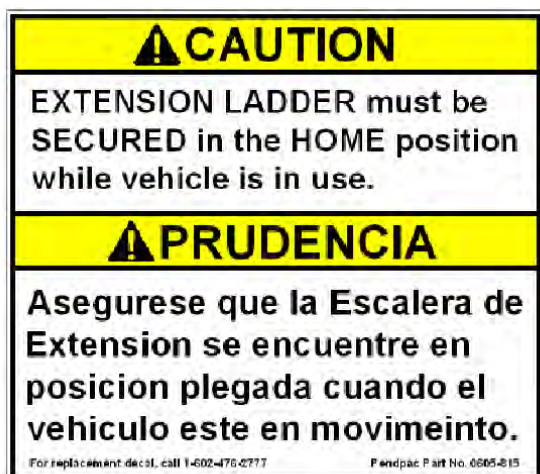 CAUTION
EXTENSION LADDER must be
SECURED in the HOME position
while vehicle is in use.
PRUDENCIA
Asegurese que la Escalera de
Extension se encuentre en
posicion plegada cuando el
vehiculo este en movimeinto.
For replacement decal, call 1-602-476-2777 Pendpac Part No. 0605-815